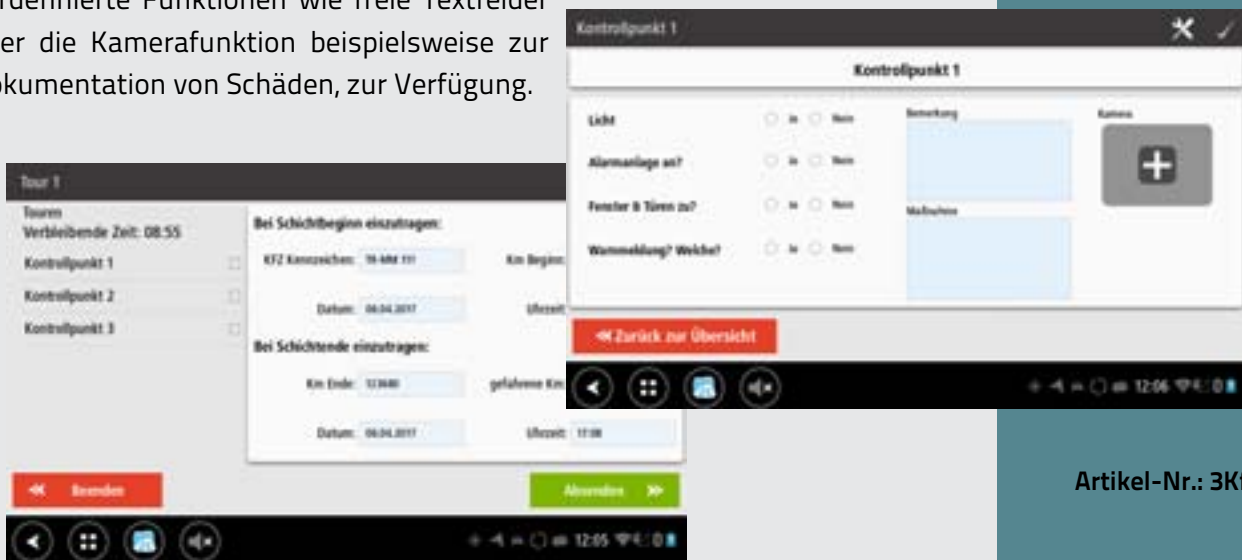 rdefinierte Funktionen wie freie Textfelder
er die Kamerafunktion beispielsweise zur
okumentation von Schäden, zur Verfügung.
Kontrollpunkt 1
Kontrollpunkt 1
Licht Ja Nein
Bemerkung
Kamera
Alarmanlage an? Ja Nein
Fenster & Türen zu? Ja Nein
Maßnahme
Warnmeldung? Welche? Ja Nein
Zurück zur Übersicht
12:06
Tour 1
Touren
Verbleibende Zeit: 08:55
Kontrollpunkt 1
Kontrollpunkt 2
Kontrollpunkt 3
Bei Schichtbeginn einzutragen:
KFZ Kennzeichen: TR-MM 111 Km Beginn:
Datum: 06.04.2017 Uhrzeit:
Bei Schichtende einzutragen:
Km Ende: gefahrene Km:
Datum: 06.04.2017 Uhrzeit: 17:08
Beenden
Absenden
12:05
Artikel-Nr.: 3K